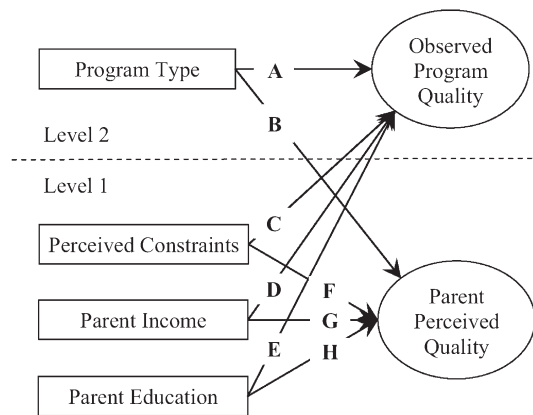 Program Type
A
Observed
Program
Quality
B
Level 2
Level 1
C
Perceived Constraints
D
F
Parent Income
G
Parent
Perceived
Quality
E
H
Parent Education